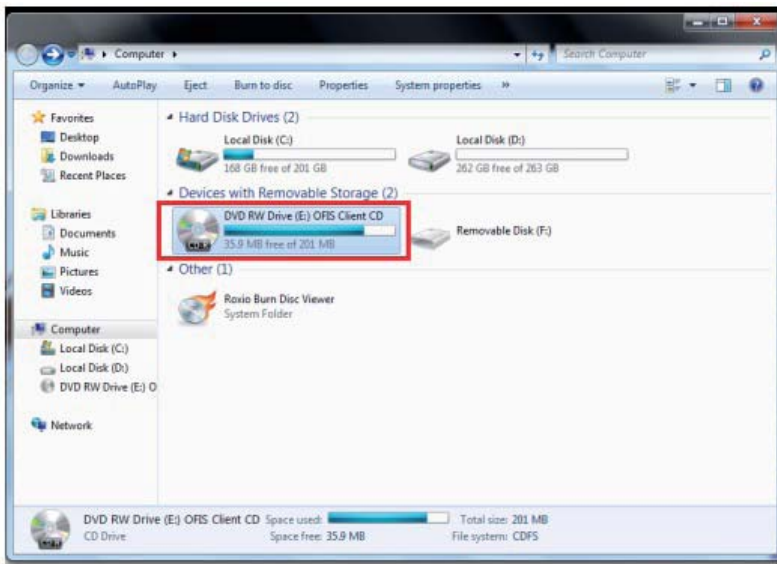 Computer
Search Computer
Organize AutoPlay Eject Burn to disc Properties System properties »
Favorites
Desktop
Downloads
Recent Places
Libraries
Documents
Music
Pictures
Videos
Computer
Local Disk (C:)
Local Disk (D:)
DVD RW Drive (E:) O
Network
Hard Disk Drives (2)
Local Disk (C:)
168 GB free of 201 GB
Local Disk (D:)
262 GB free of 263 GB
Devices with Removable Storage (2)
DVD RW Drive (E:) OFIS Client CD
35.9 MB free of 201 MB
CD-R
Removable Disk (F:)
Other (1)
Roxio Burn Disc Viewer
System Folder
DVD RW Drive (E:) OFIS Client CD Space used: Total size: 201 MB
CD Drive Space free: 35.9 MB File system: CDFS
CD-R